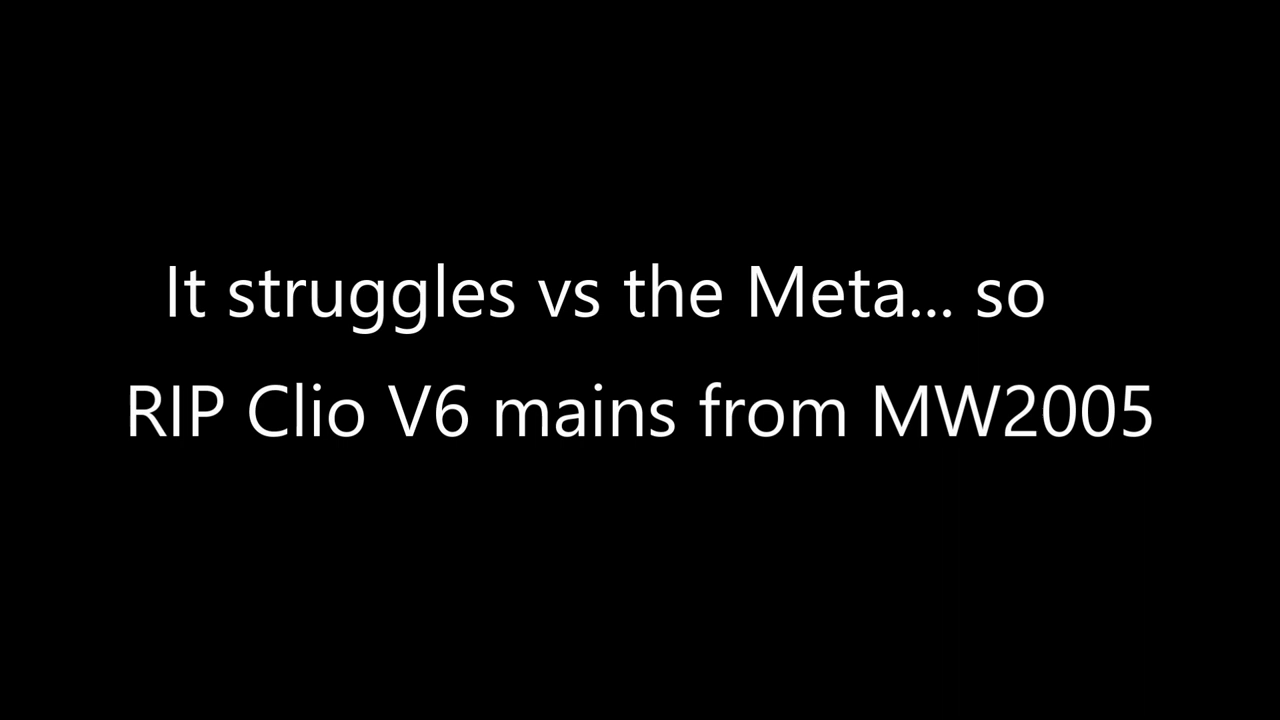 It struggles vs the Meta... so
RIP Clio V6 mains from MW2005